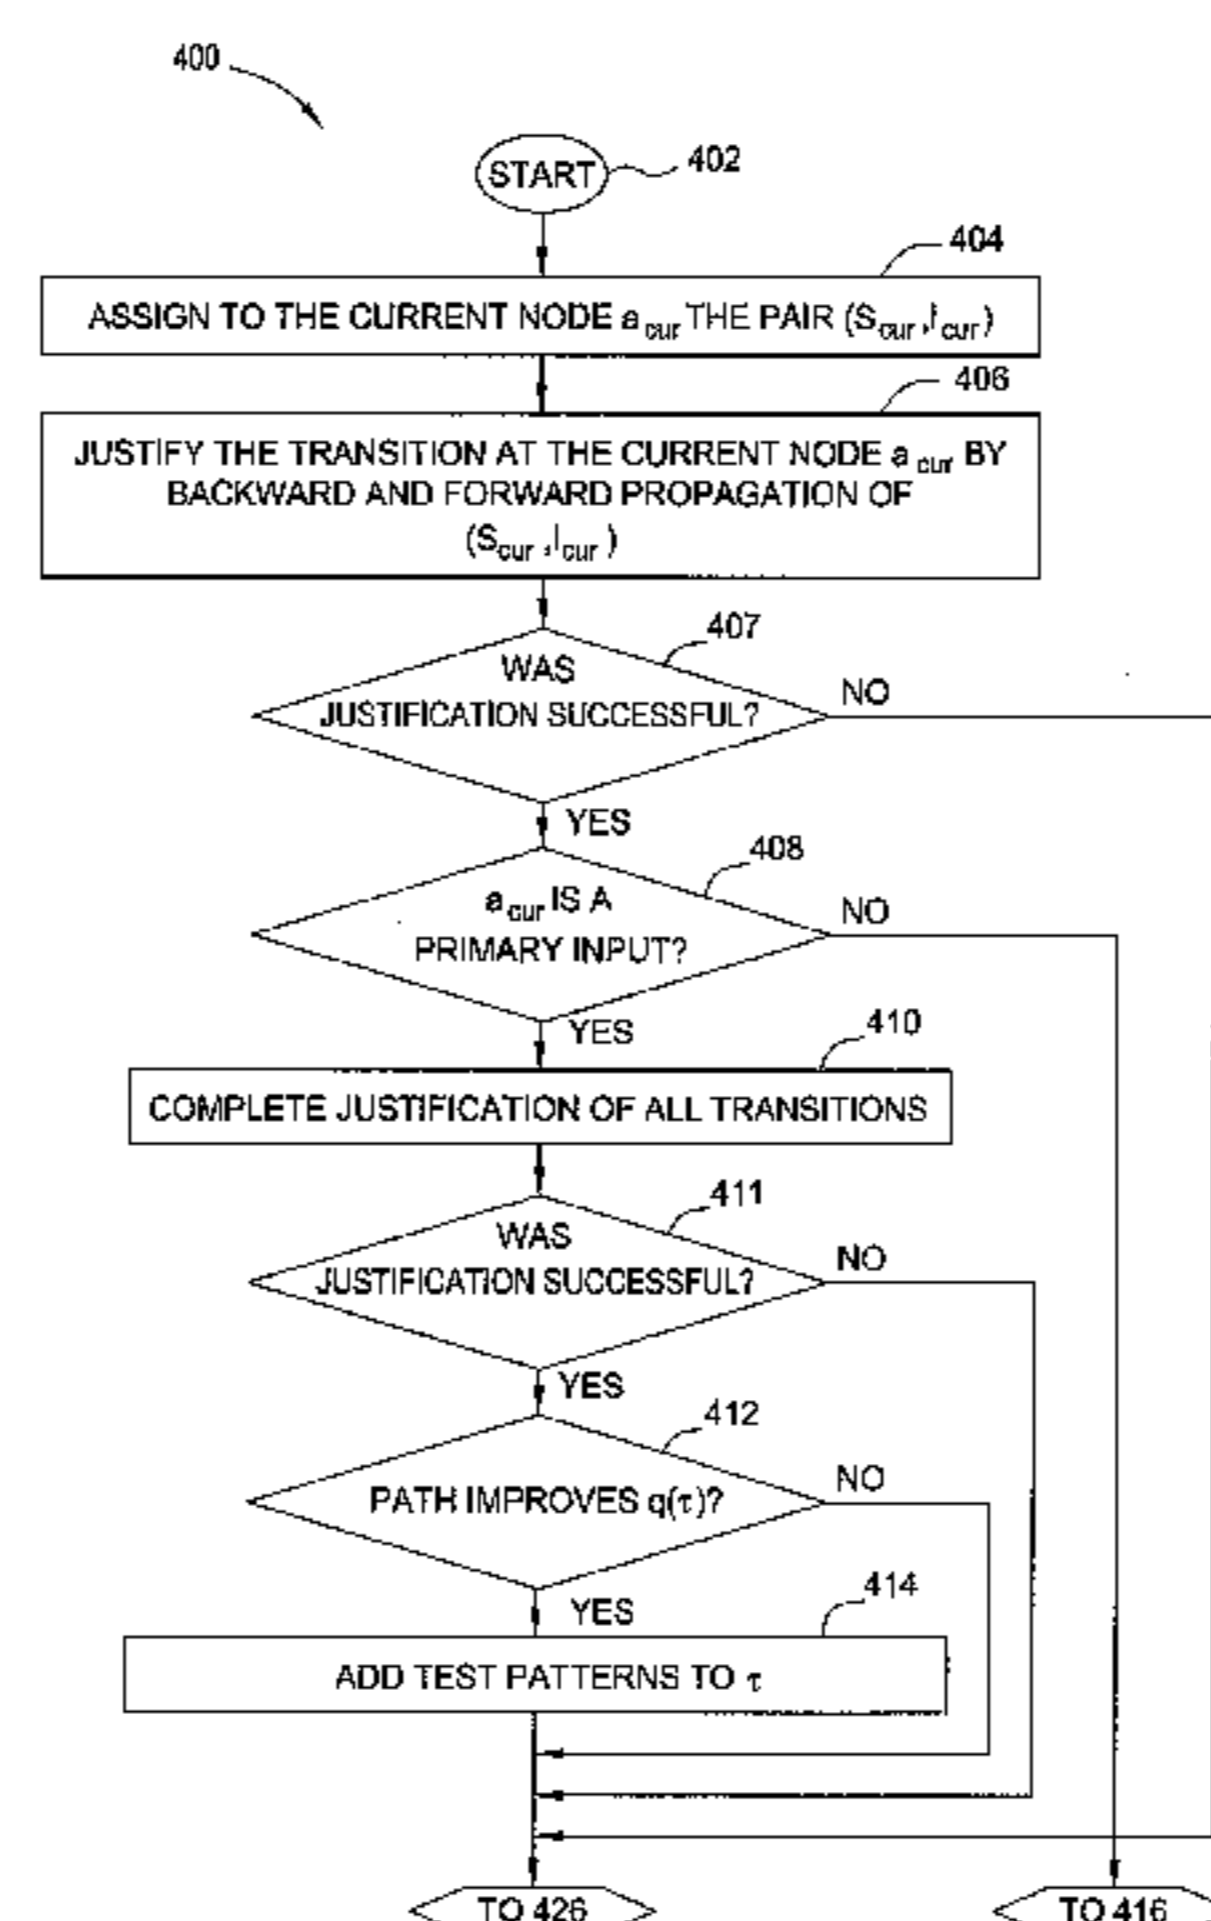 400
START
402
404
ASSIGN TO THE CURRENT NODE a cur THE PAIR (S cur ,I cur )
406
JUSTIFY THE TRANSITION AT THE CURRENT NODE a cur BY
BACKWARD AND FORWARD PROPAGATION OF
(S cur ,I cur )
407
WAS
JUSTIFICATION SUCCESSFUL?
NO
YES
408
a cur IS A
PRIMARY INPUT?
NO
YES
410
COMPLETE JUSTIFICATION OF ALL TRANSITIONS
411
WAS
JUSTIFICATION SUCCESSFUL?
NO
YES
412
PATH IMPROVES q(τ)?
NO
YES
414
ADD TEST PATTERNS TO τ
TO 426
TO 416